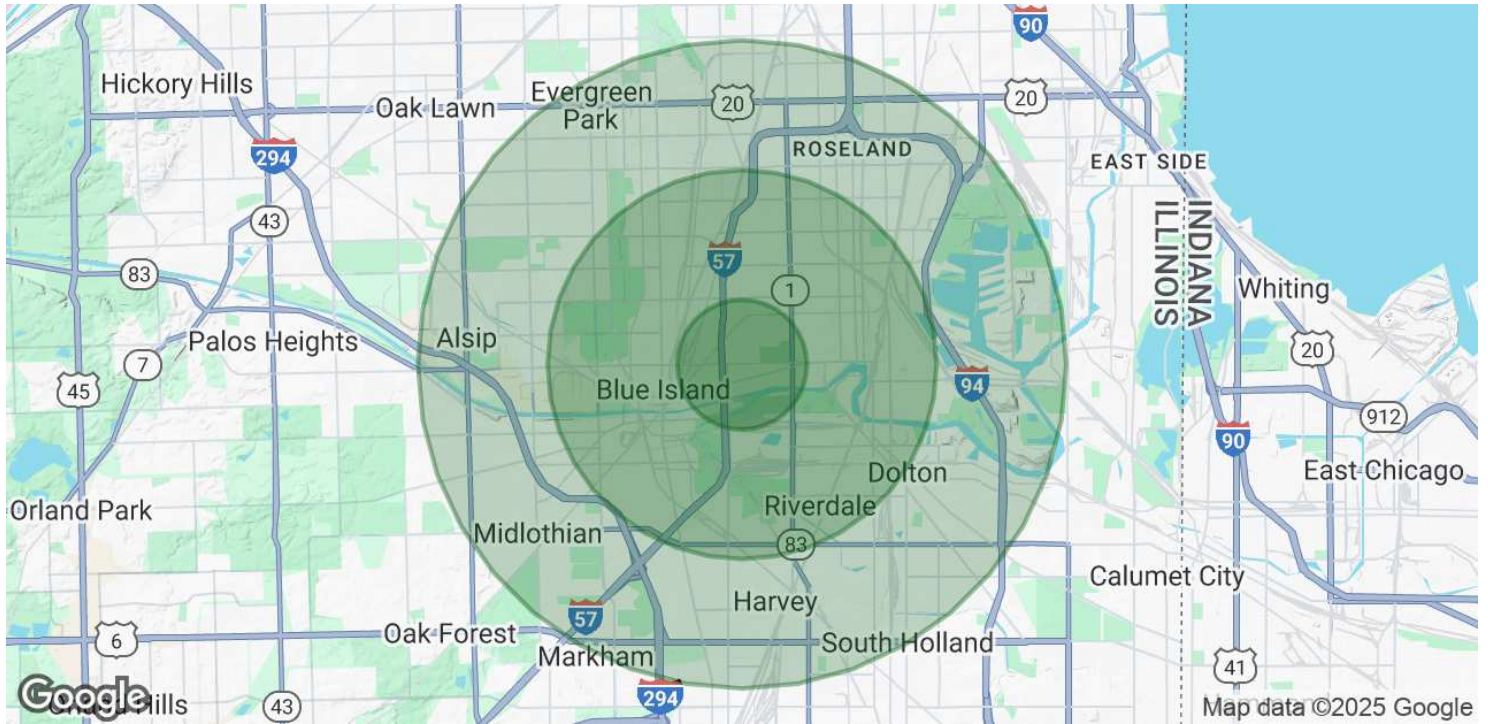 90
Hickory Hills
Oak Lawn
Evergreen
Park
20
20
294
ROSELAND
EAST SIDE
43
INDIANA
ILLINOIS
57
83
1
Whiting
Palos Heights
Alsip
7
20
45
Blue Island
94
912
90
East Chicago
Dolton
Orland Park
Riverdale
Midlothian
83
Calumet City
Harvey
57
6
Oak Forest
South Holland
Markham
41
294
Google
Hills
43
Map data ©2025 Google